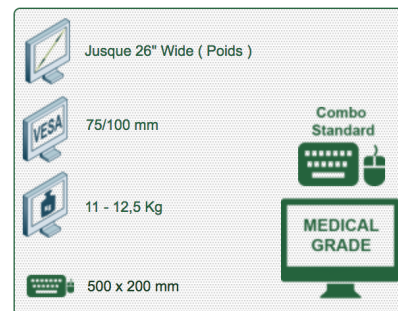 Jusque 26" Wide ( Poids )
VESA
75/100 mm
Combo
Standard
KG
11 - 12,5 Kg
MEDICAL
GRADE
500 x 200 mm